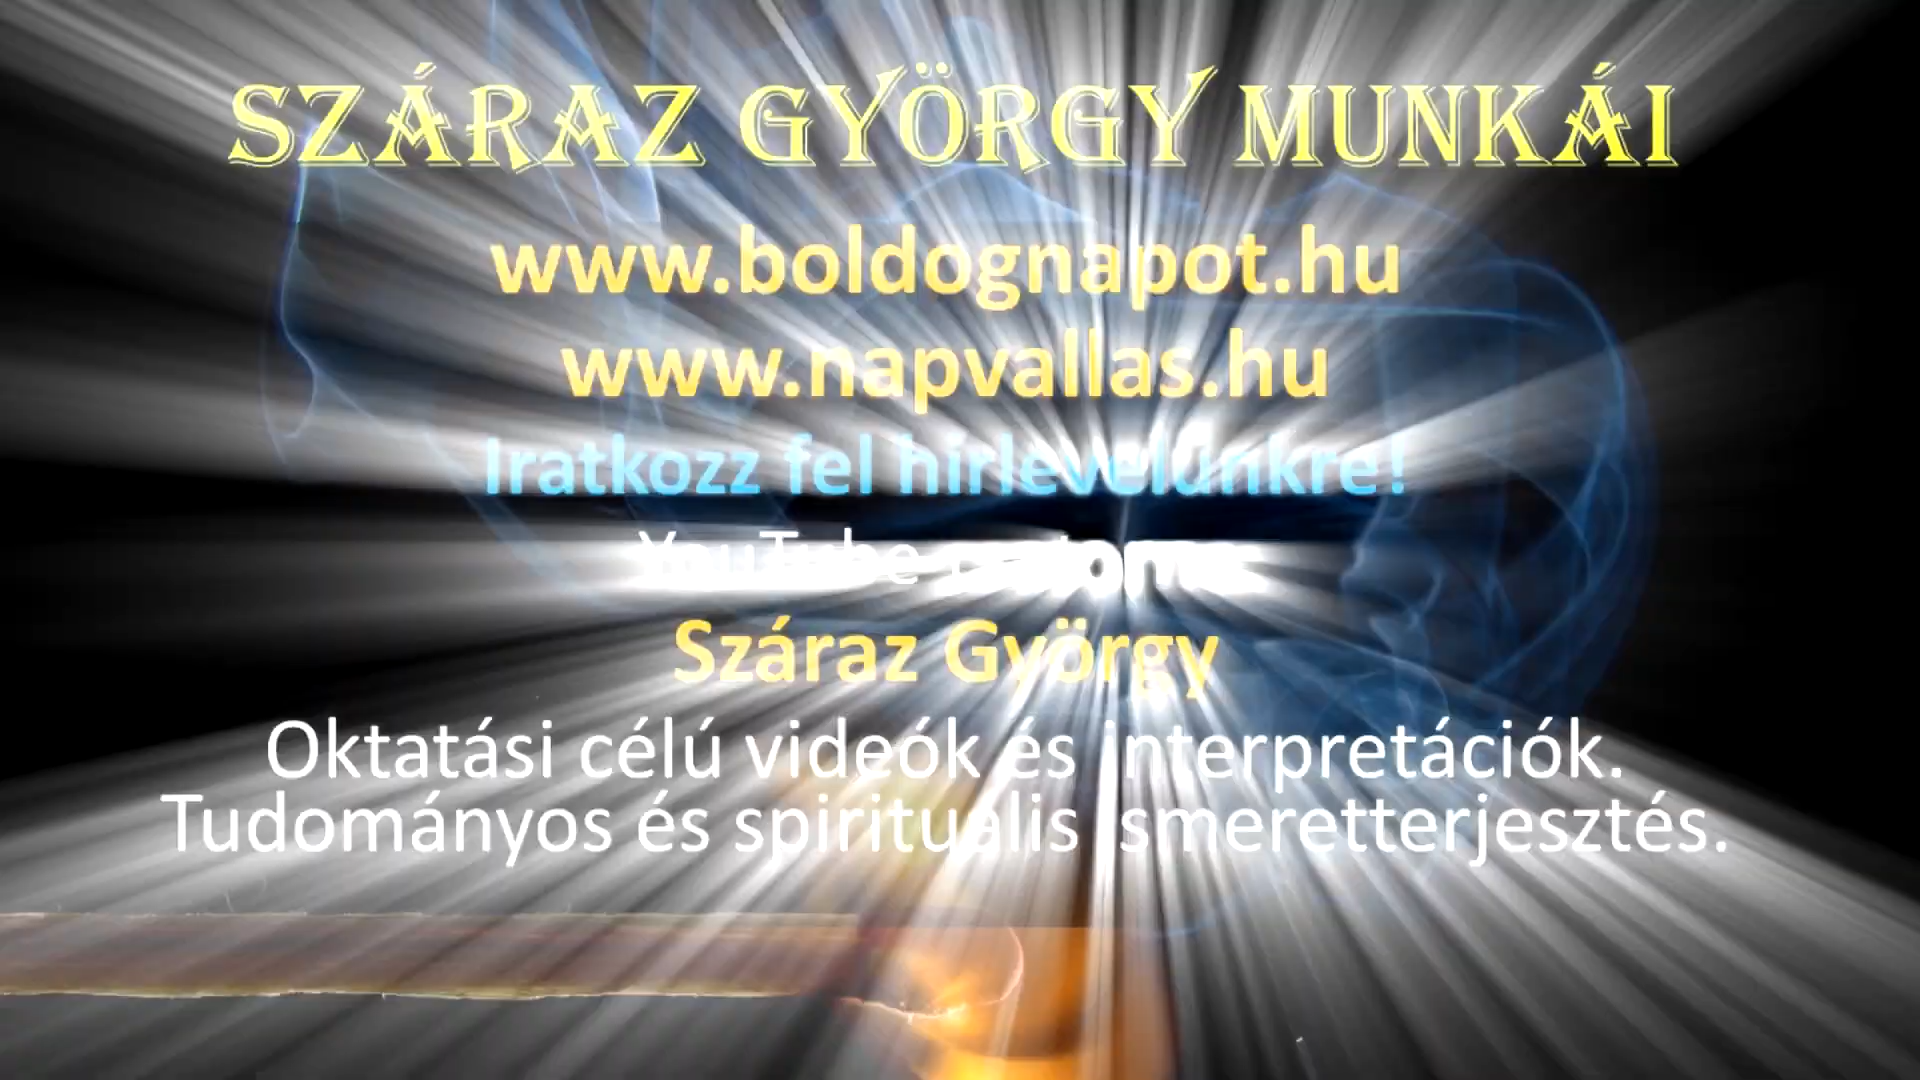 SZÁRAZ GYÖRGY MUNKÁI
www.boldognapot.hu
www.napvallas.hu
Iratkozz fel hírlevelünkre!
YouTube
Száraz György
Oktatási célú videók és interpretációk.
Tudományos és spirituális ismeretterjesztés.